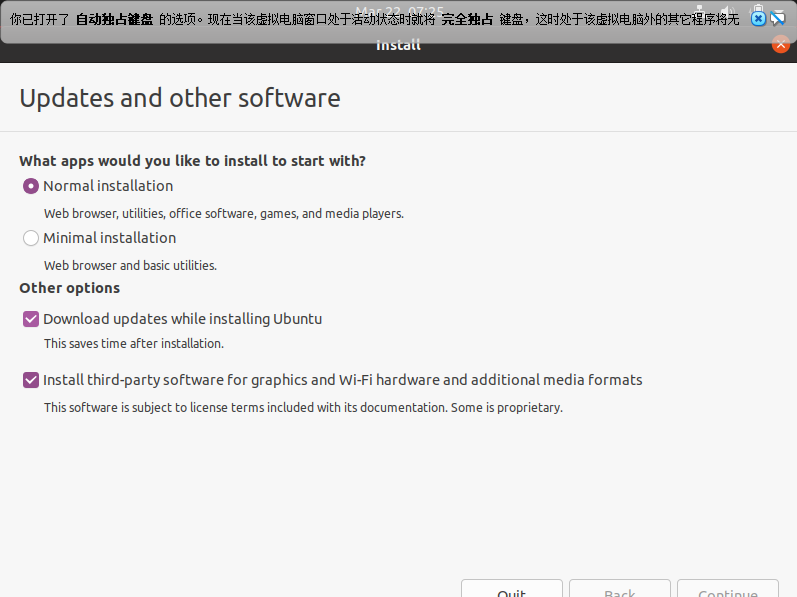 Mar 22 07:25
你已打开了 自动独占键盘 的选项。现在当该虚拟电脑窗口处于活动状态时就将 完全独占 键盘，这时处于该虚拟电脑外的其它程序将无
Install
Updates and other software
What apps would you like to install to start with?
Normal installation
Web browser, utilities, office software, games, and media players.
Minimal installation
Web browser and basic utilities.
Other options
Download updates while installing Ubuntu
This saves time after installation.
Install third-party software for graphics and Wi-Fi hardware and additional media formats
This software is subject to license terms included with its documentation. Some is proprietary.
Quit Back Continue